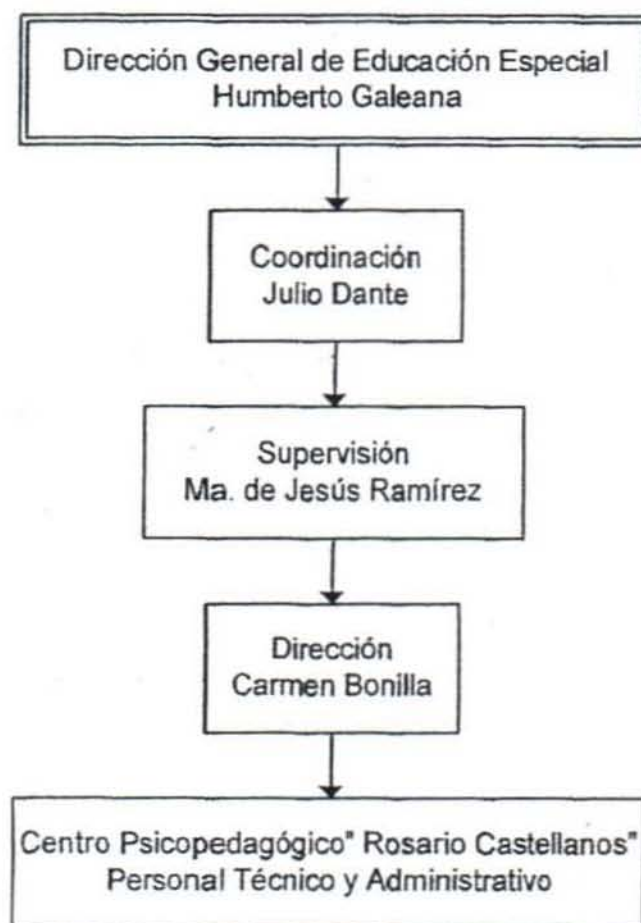 Dirección General de Educación Especial
Humberto Galeana
Coordinación
Julio Dante
Supervisión
Ma. de Jesús Ramírez
Dirección
Carmen Bonilla
Centro Psicopedagógico" Rosario Castellanos"
Personal Técnico y Administrativo